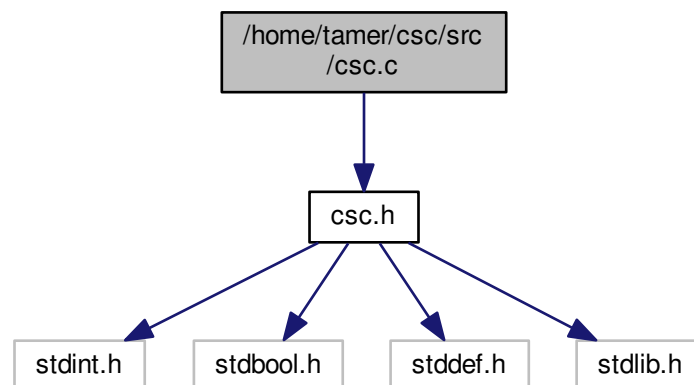 /home/tamer/csc/src
/csc.c
csc.h
stdint.h
stdbool.h
stddef.h
stdlib.h